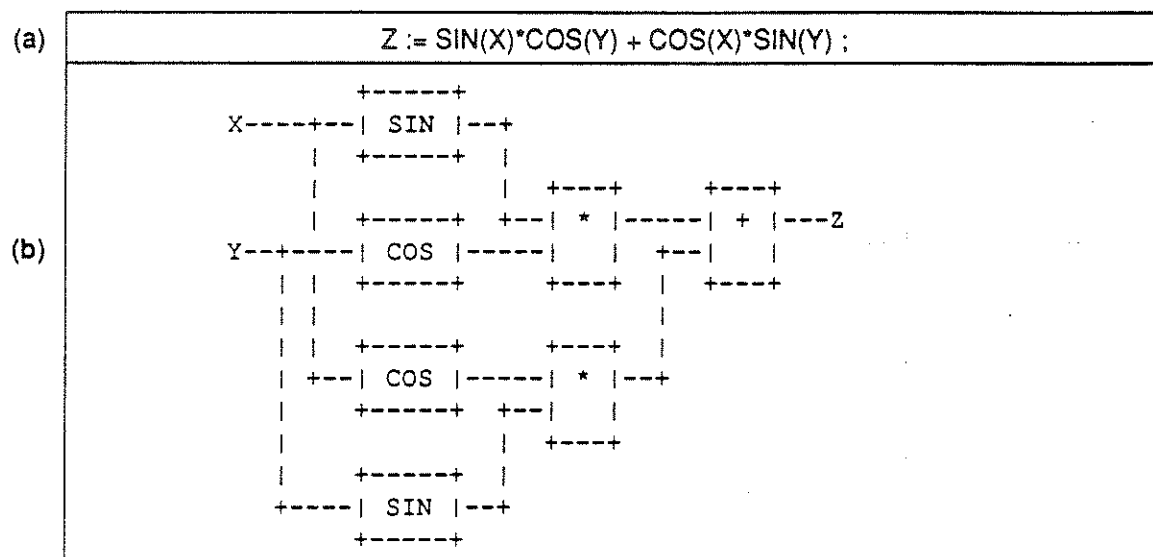 (a) Z := SIN(X)*COS(Y) + COS(X)*SIN(Y) ;
X SIN
* + Z
(b) Y COS
COS *
SIN